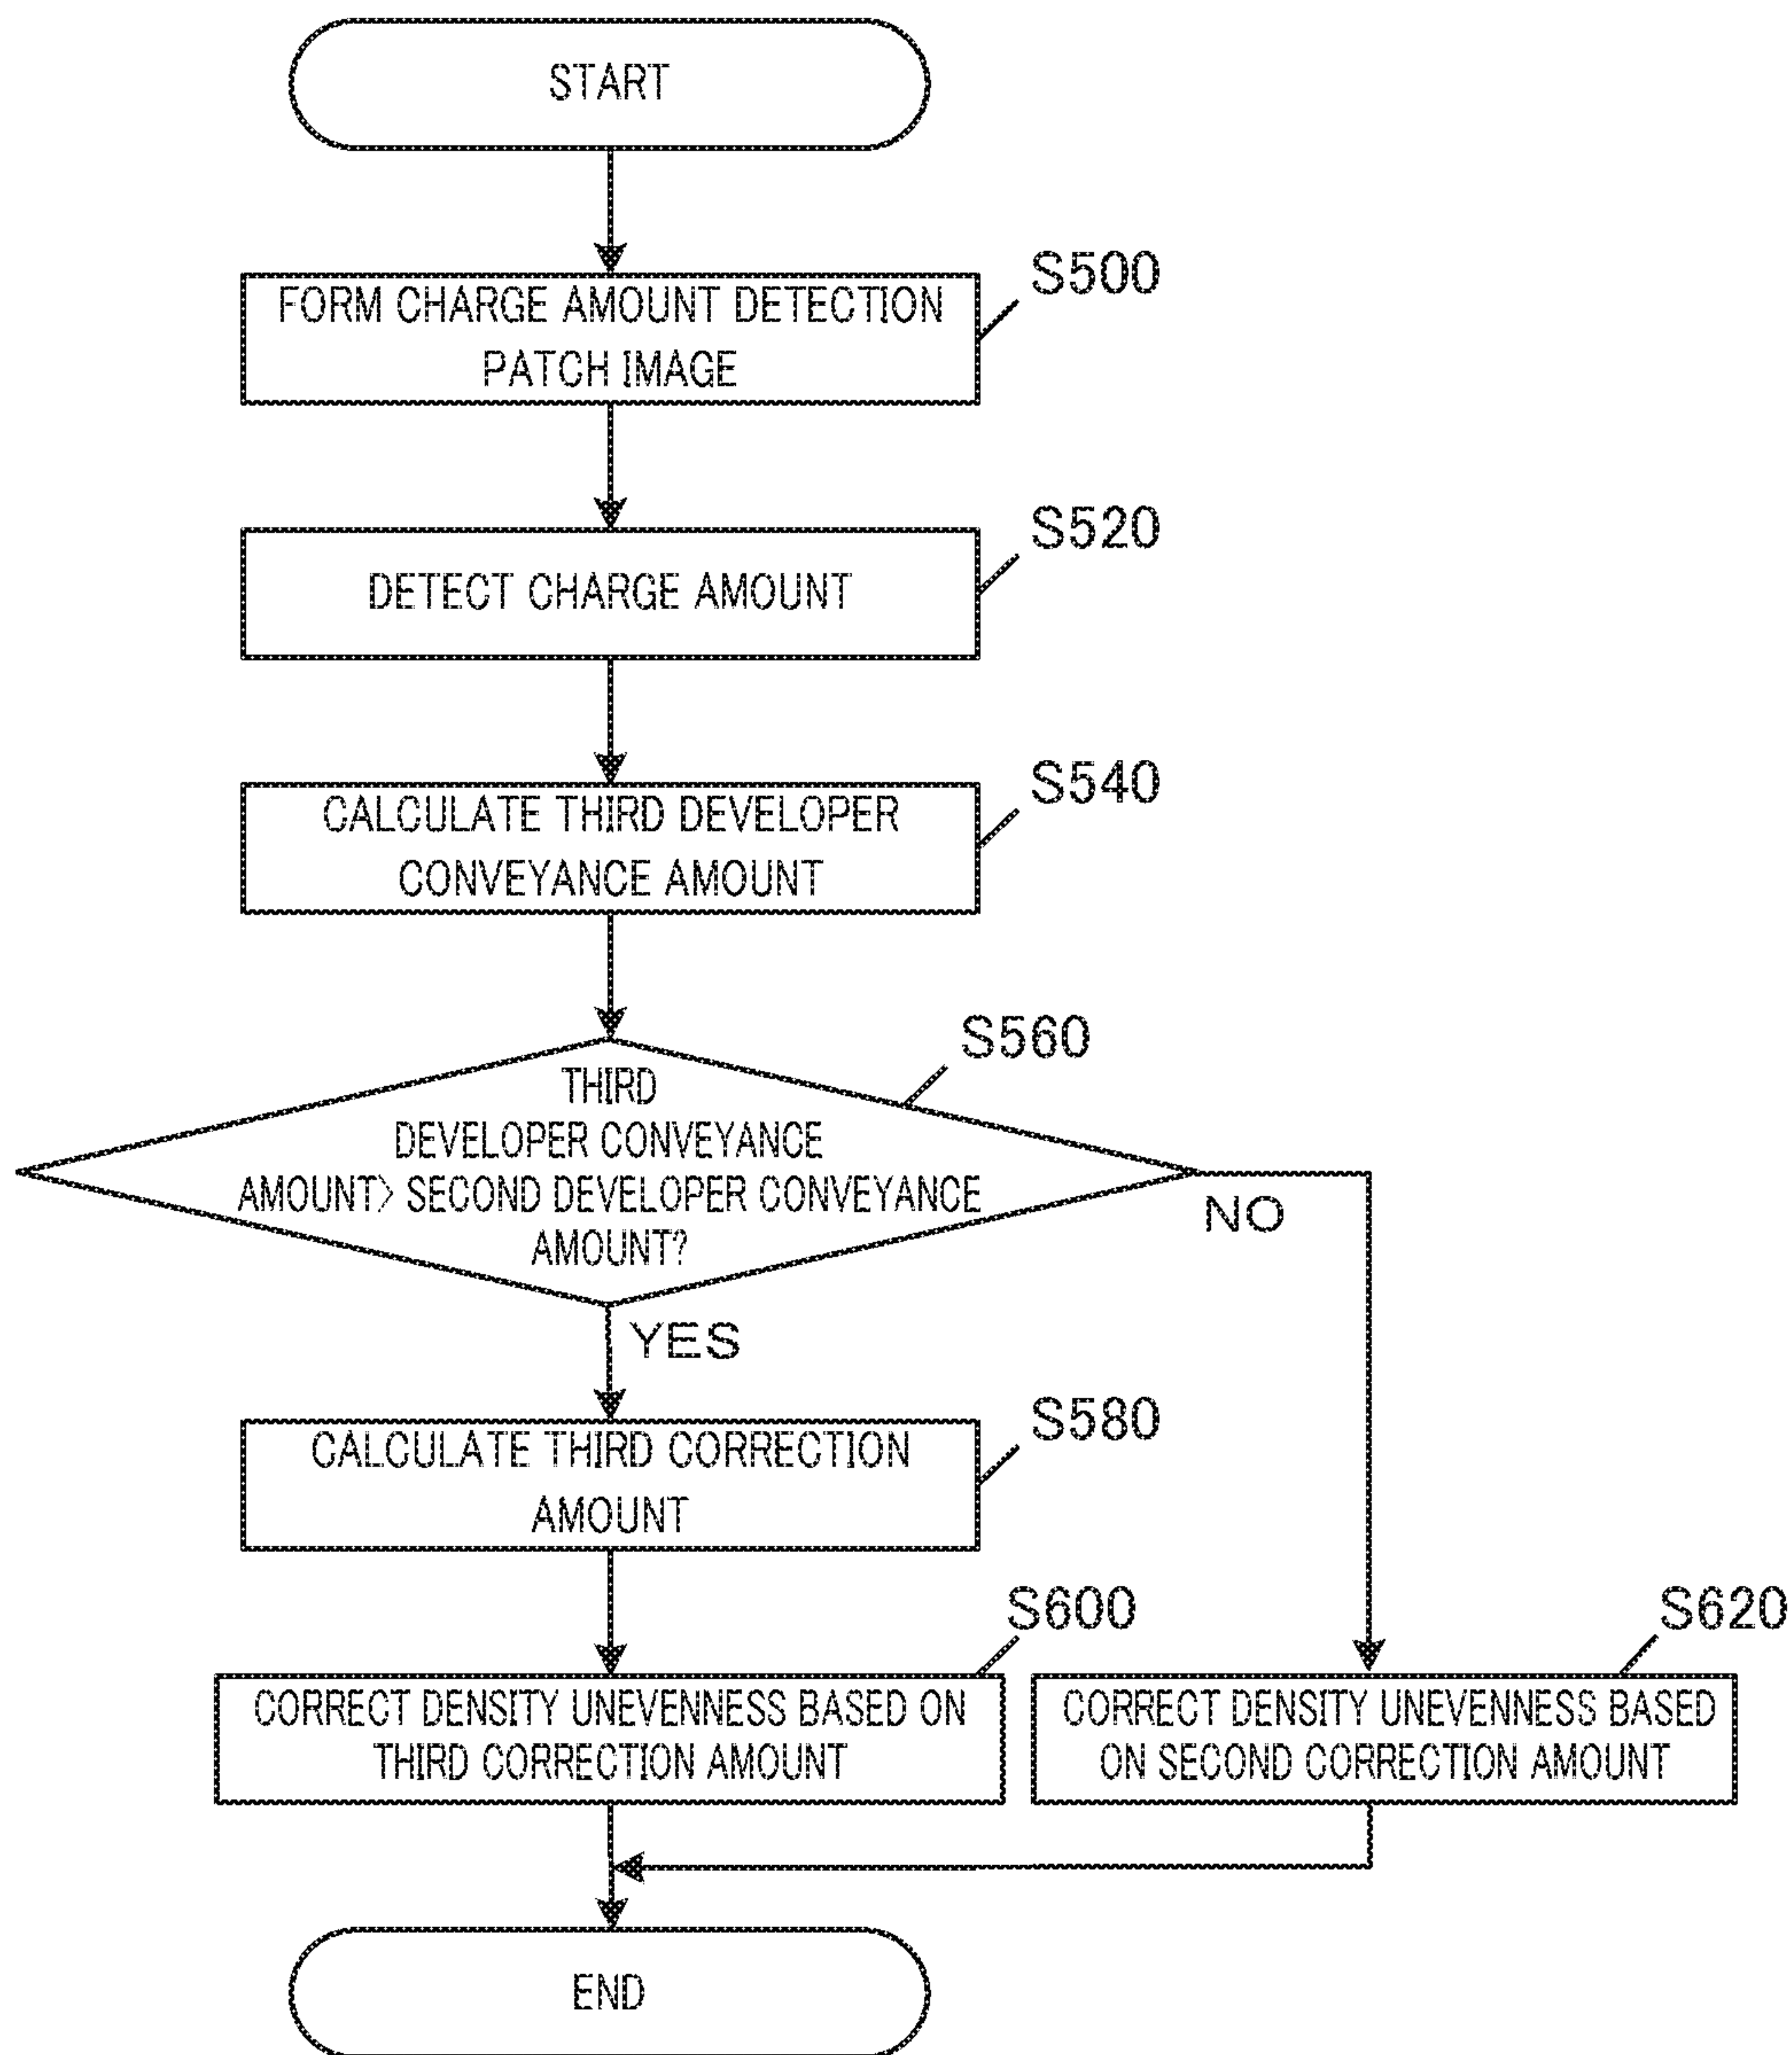 START
S500
FORM CHARGE AMOUNT DETECTION
PATCH IMAGE
S520
DETECT CHARGE AMOUNT
S540
CALCULATE THIRD DEVELOPER
CONVEYANCE AMOUNT
S560
THIRD
DEVELOPER CONVEYANCE
AMOUNT> SECOND DEVELOPER CONVEYANCE
AMOUNT?
NO
YES
S580
CALCULATE THIRD CORRECTION
AMOUNT
S600
CORRECT DENSITY UNEVENNESS BASED ON
THIRD CORRECTION AMOUNT
S620
CORRECT DENSITY UNEVENNESS BASED
ON SECOND CORRECTION AMOUNT
END